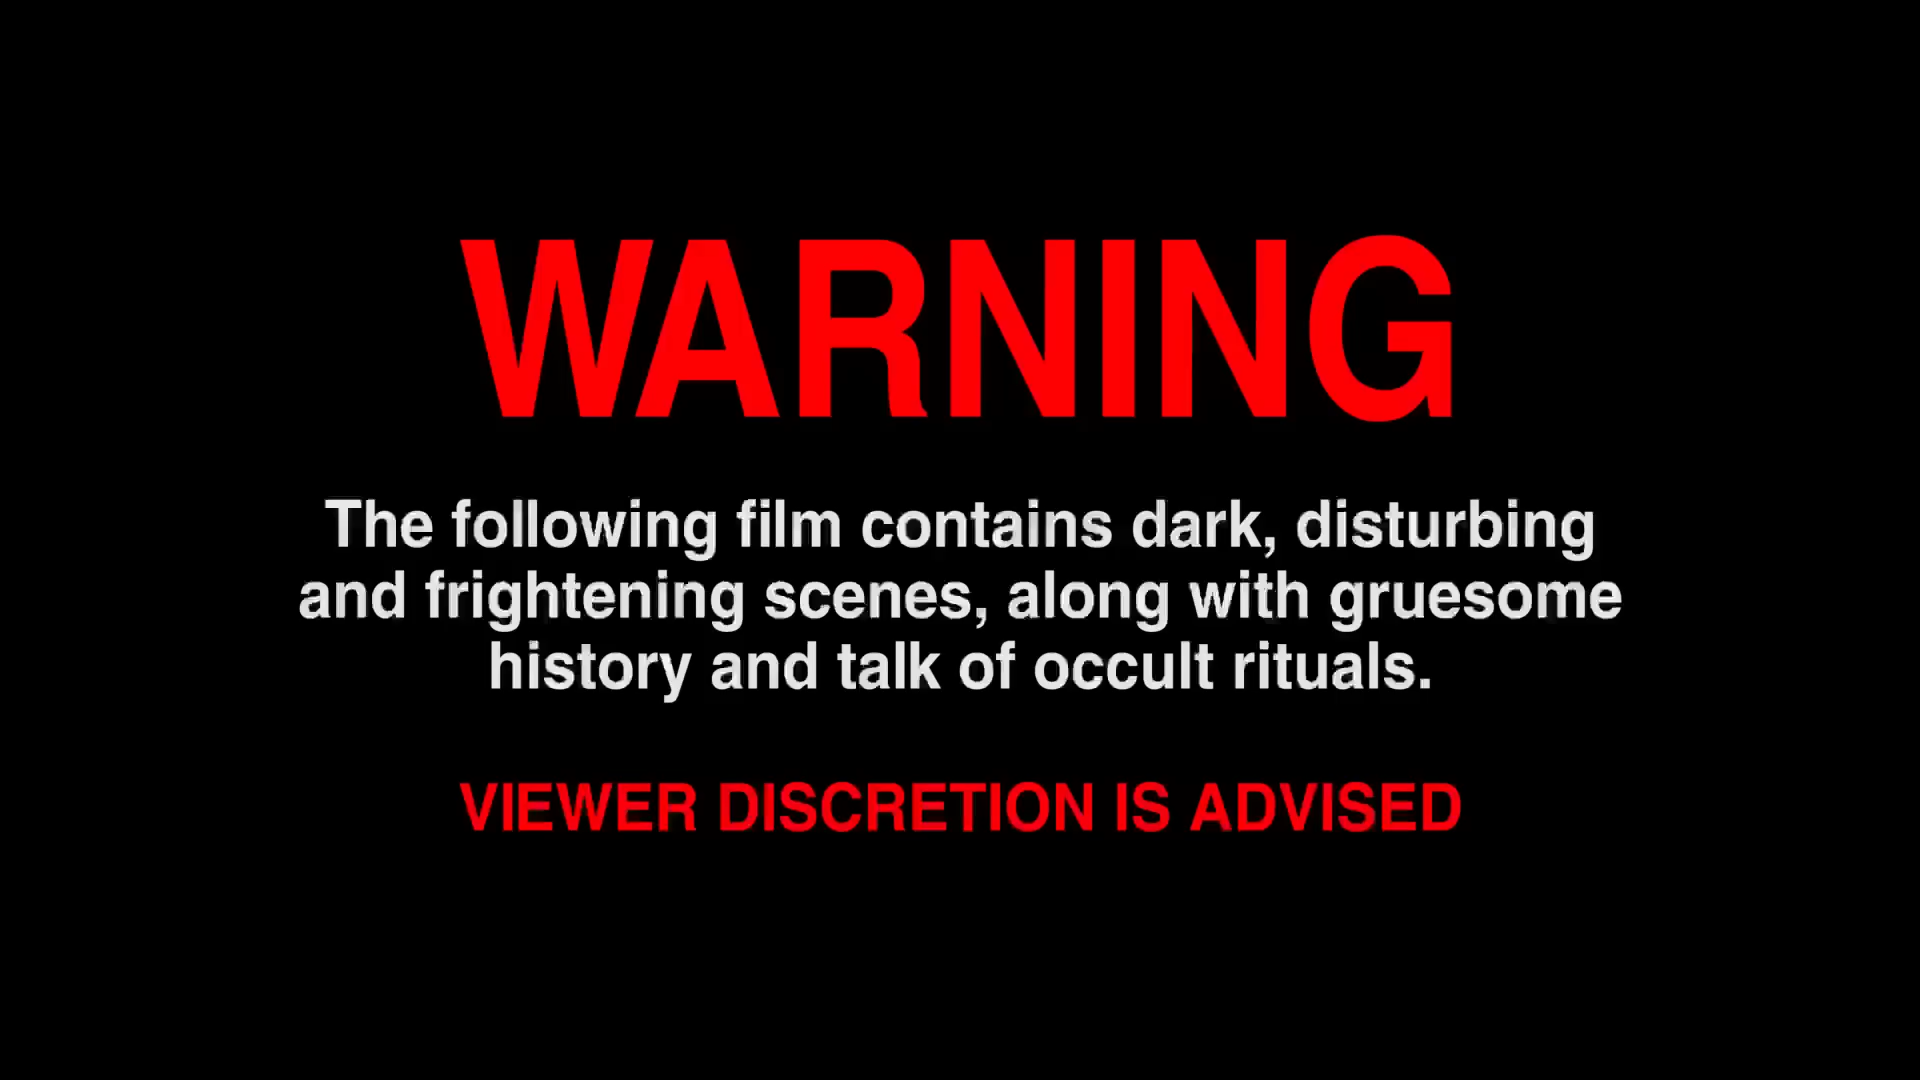 WARNING
The following film contains dark, disturbing
and frightening scenes, along with gruesome
history and talk of occult rituals.
VIEWER DISCRETION IS ADVISED